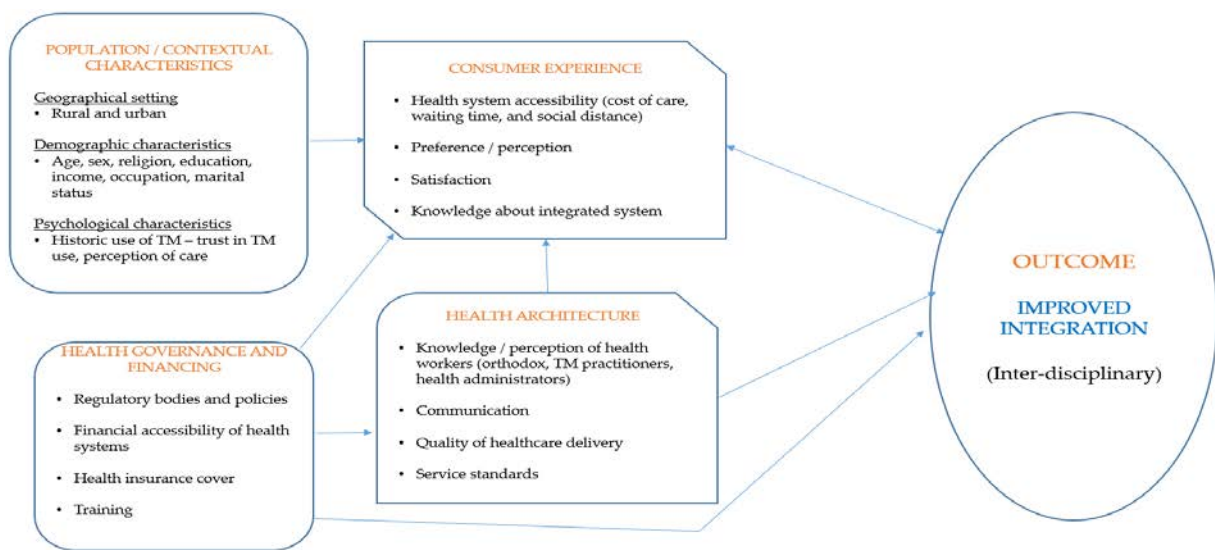 POPULATION / CONTEXTUAL
CHARACTERISTICS
Geographical setting
• Rural and urban
Demographic characteristics
• Age, sex, religion, education,
income, occupation, marital
status
Psychological characteristics
• Historic use of TM – trust in TM
use, perception of care
CONSUMER EXPERIENCE
• Health system accessibility (cost of care,
waiting time, and social distance)
• Preference / perception
• Satisfaction
• Knowledge about integrated system
HEALTH GOVERNANCE AND
FINANCING
• Regulatory bodies and policies
• Financial accessibility of health
systems
• Health insurance cover
• Training
HEALTH ARCHITECTURE
• Knowledge / perception of health
workers (orthodox, TM practitioners,
health administrators)
• Communication
• Quality of healthcare delivery
• Service standards
OUTCOME
IMPROVED
INTEGRATION
(Inter-disciplinary)